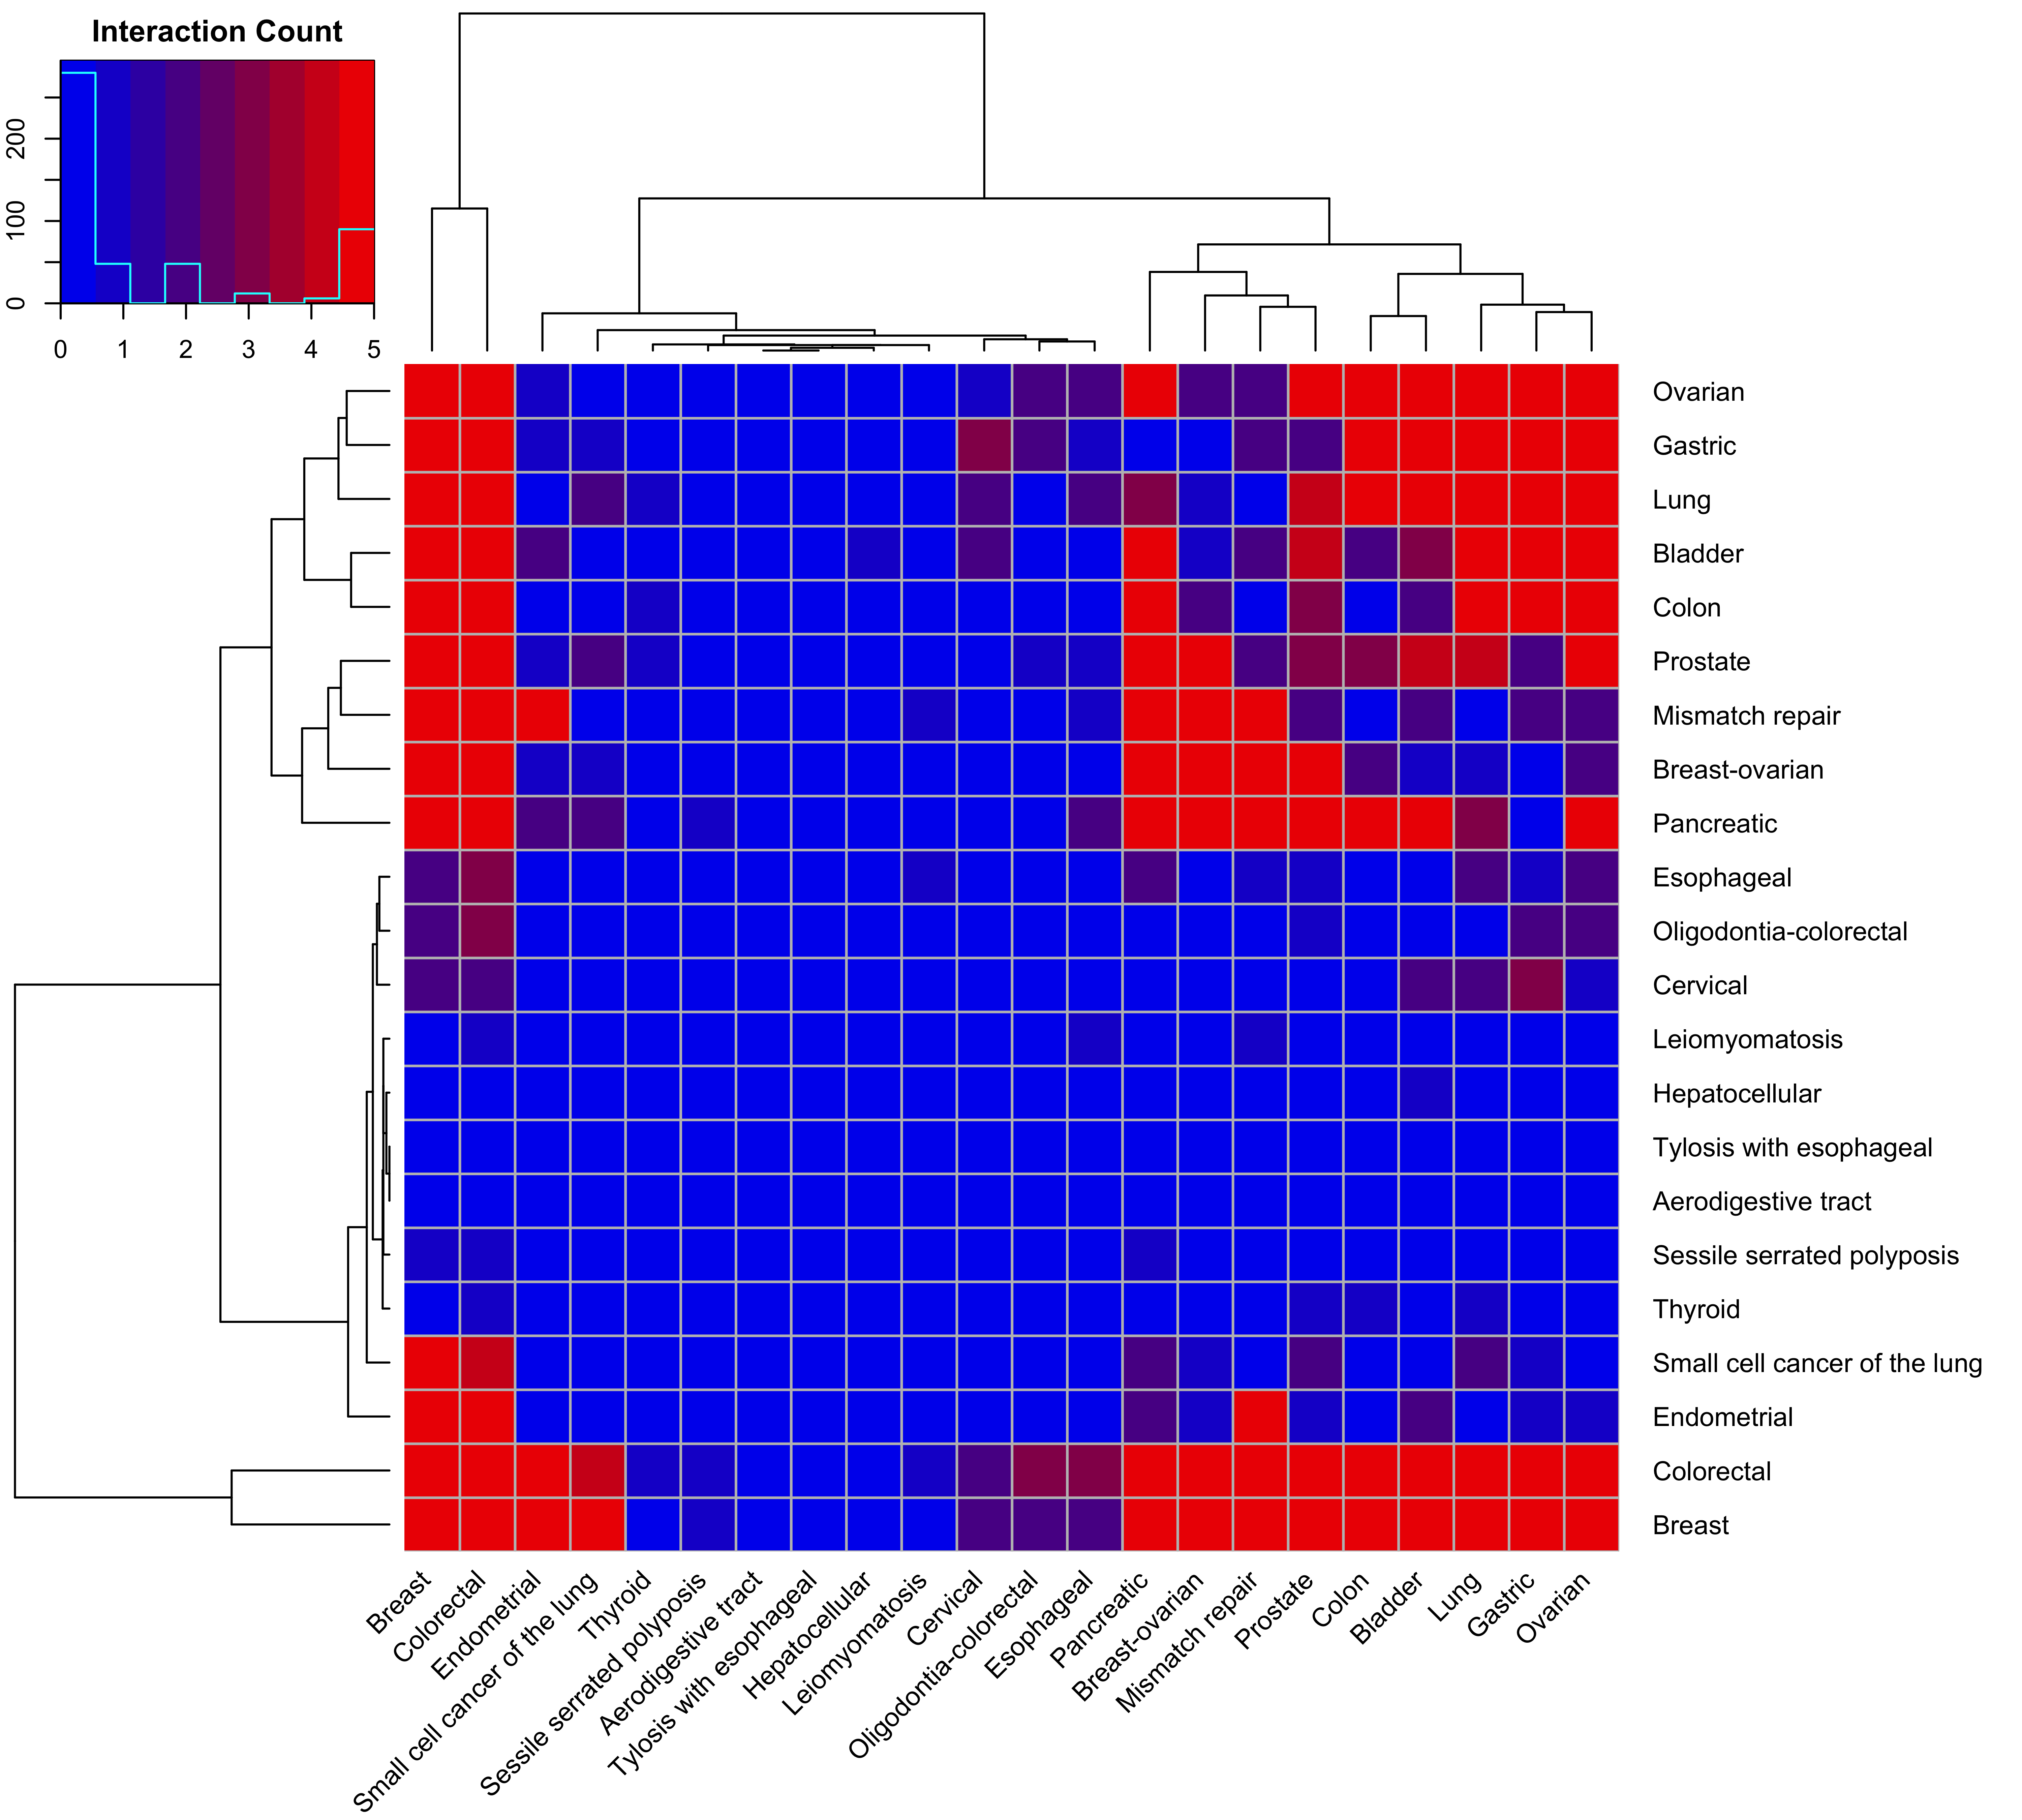 Interaction Count
200
100
0
0 1 2 3 4 5
Ovarian
Gastric
Lung
Bladder
Colon
Prostate
Mismatch repair
Breast-ovarian
Pancreatic
Esophageal
Oligodontia-colorectal
Cervical
Leiomyomatosis
Hepatocellular
Tylosis with esophageal
Aerodigestive tract
Sessile serrated polyposis
Thyroid
Small cell cancer of the lung
Endometrial
Colorectal
Breast
Breast
Colorectal
Endometrial
Small cell cancer of the lung
Thyroid
Sessile serrated polyposis
Aerodigestive tract
Tylosis with esophageal
Hepatocellular
Leiomyomatosis
Cervical
Oligodontia-colorectal
Esophageal
Pancreatic
Breast-ovarian
Mismatch repair
Prostate
Colon
Bladder
Lung
Gastric
Ovarian